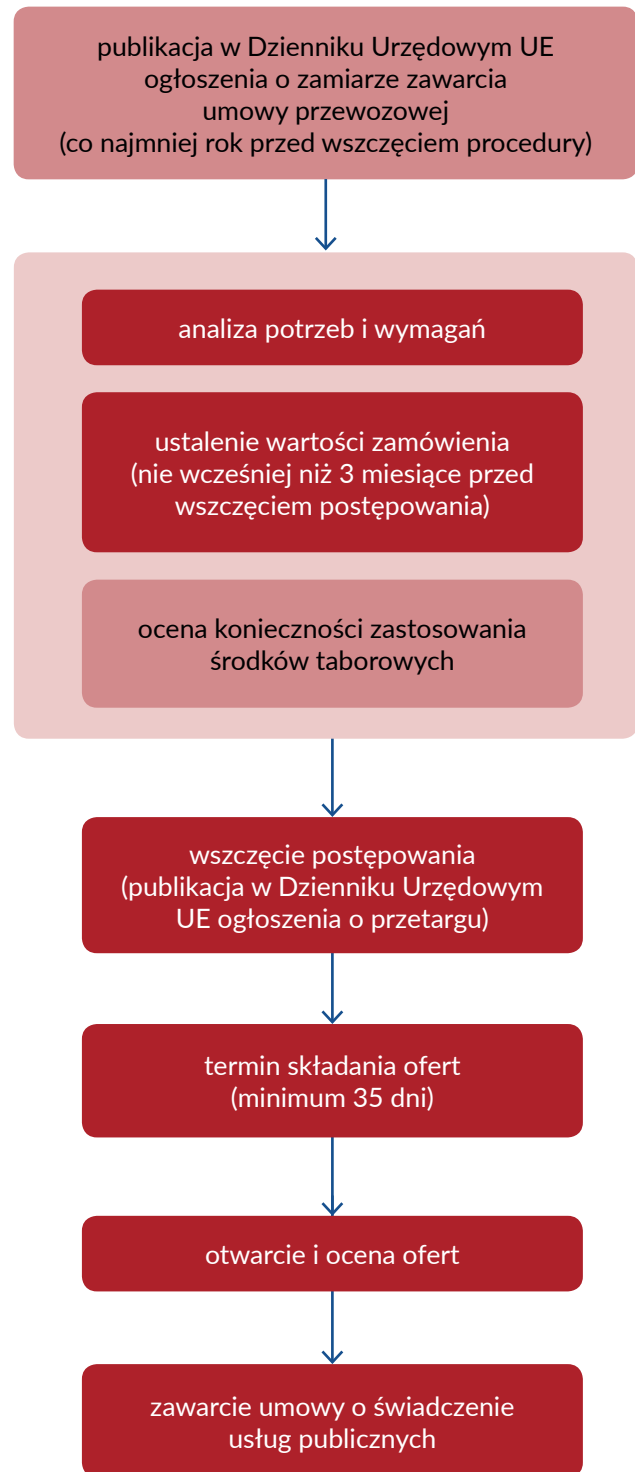 publikacja w Dzienniku Urzędowym UE
ogłoszenia o zamiarze zawarcia
umowy przewozowej
(co najmniej rok przed wszczęciem procedury)
analiza potrzeb i wymagań
ustalenie wartości zamówienia
(nie wcześniej niż 3 miesiące przed
wszczęciem postępowania)
ocena konieczności zastosowania
środków taborowych
wszczęcie postępowania
(publikacja w Dzienniku Urzędowym
UE ogłoszenia o przetargu)
termin składania ofert
(minimum 35 dni)
otwarcie i ocena ofert
zawarcie umowy o świadczenie
usług publicznych